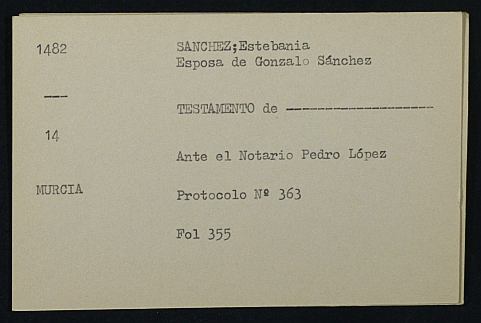 1482
SANCHEZ;Estebania
Esposa de Gonzalo Sánchez
—
TESTAMENTO de --------------------
14
Ante el Notario Pedro López
MURCIA
Protocolo Nº 363
Fol 355